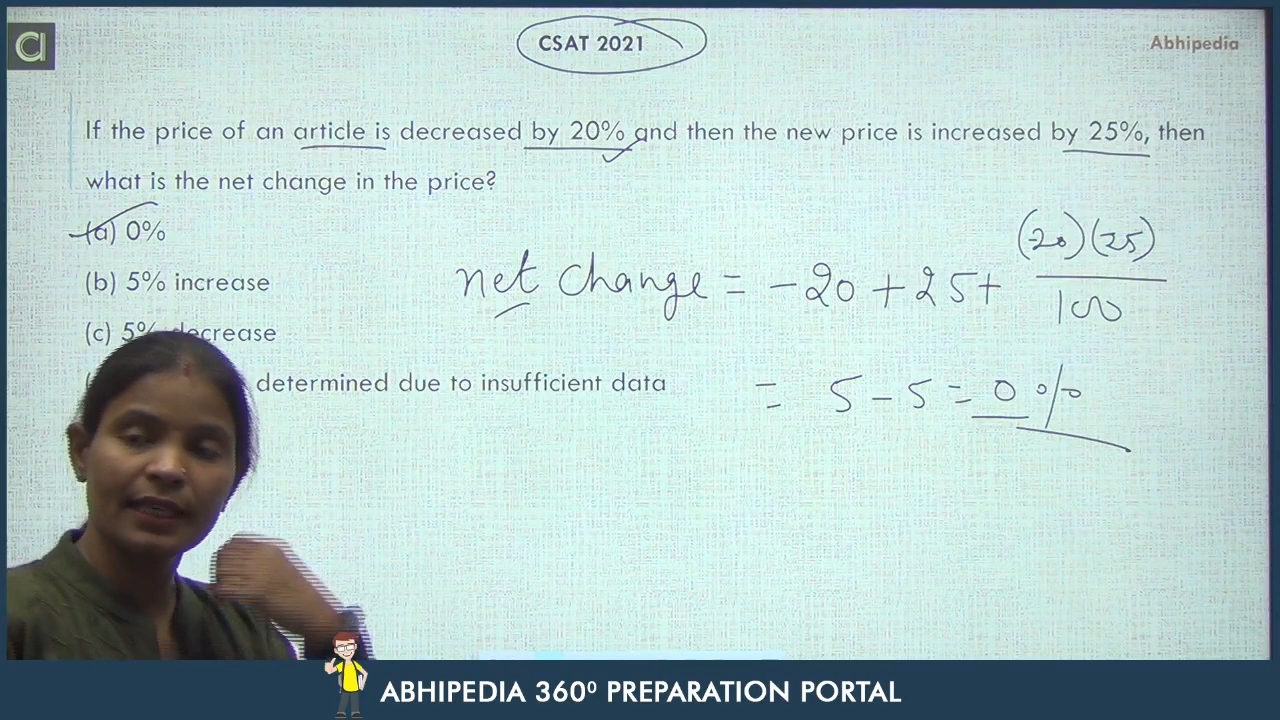 CSAT 2021
Abhipedia
If the price of an article is decreased by 20% and then the new price is increased by 25%, then
what is the net change in the price?
(a) 0%
(b) 5% increase
(c) 5% decrease
determined due to insufficient data
net change = -20 +25+ (-20)(25)/100
= 5 - 5 = 0 %
ABHIPEDIA 360⁰ PREPARATION PORTAL